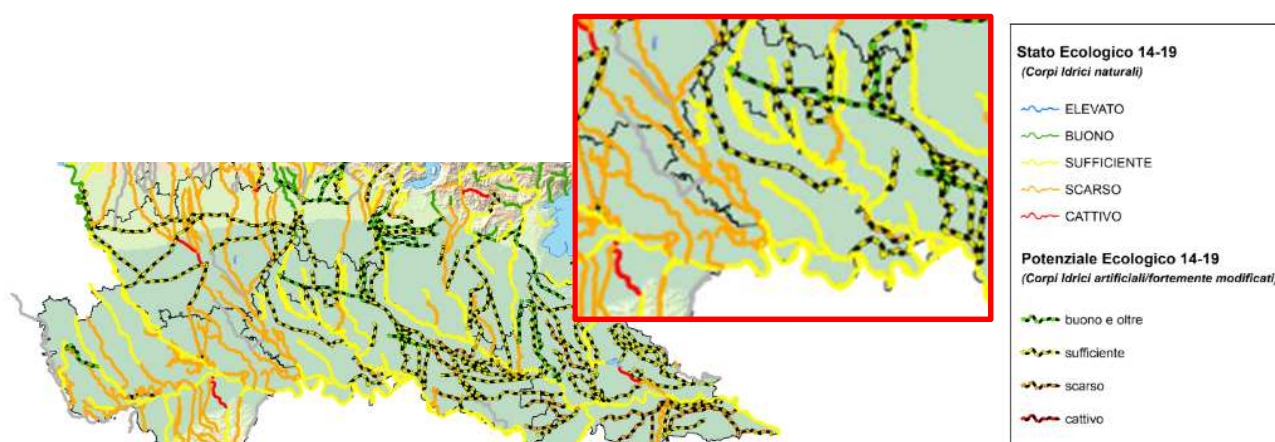 Stato Ecologico 14-19
(Corpi Idrici naturali)
ELEVATO
BUONO
SUFFICIENTE
SCARSO
CATTIVO
Potenziale Ecologico 14-19
(Corpi Idrici artificiali/fortemente modificati)
buono e oltre
sufficiente
scarso
cattivo